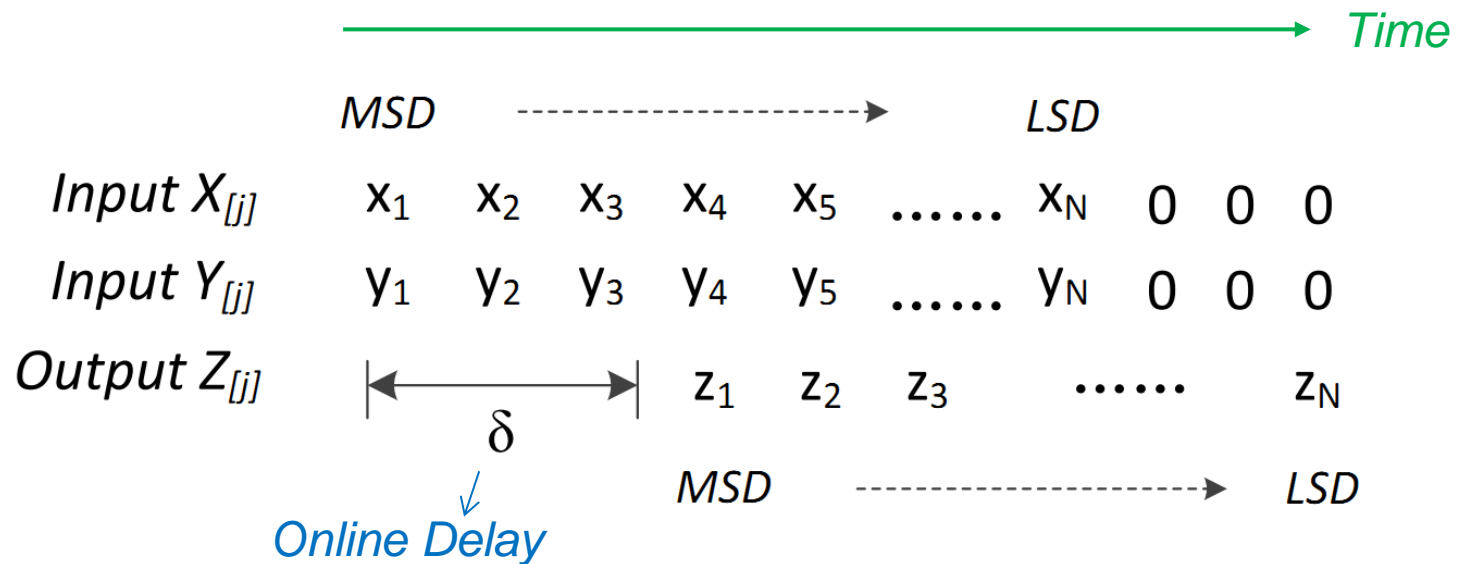 Time
MSD LSD
Input X[j] x1 x2 x3 x4 x5 ...... xN 0 0 0
Input Y[j] y1 y2 y3 y4 y5 ...... yN 0 0 0
Output Z[j] z1 z2 z3 ...... zN
δ
MSD LSD
Online Delay